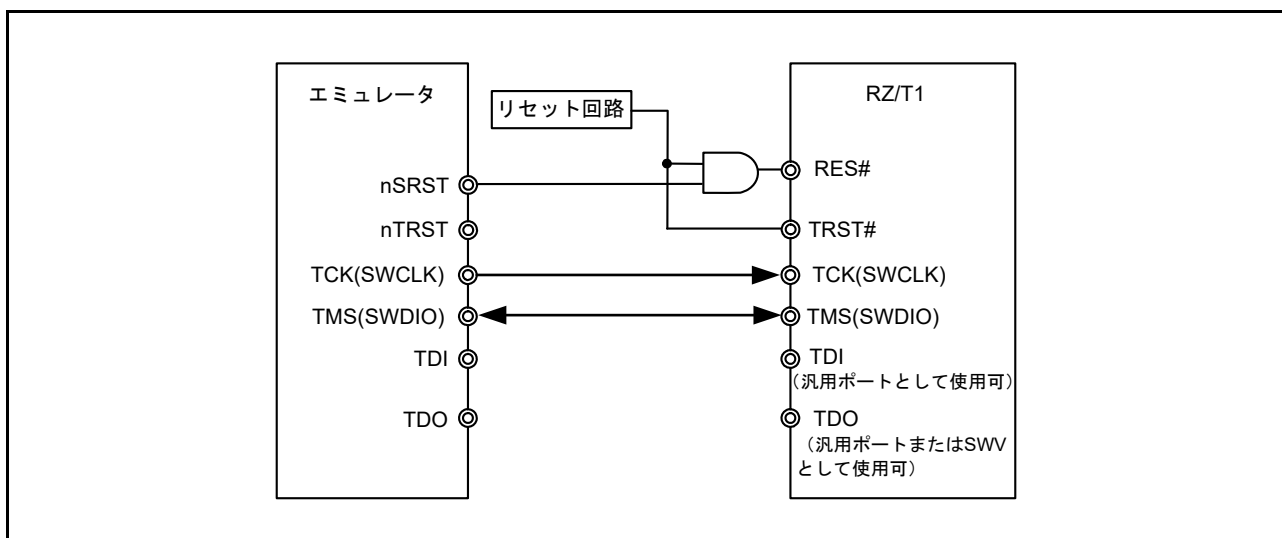 エミュレータ
nSRST
nTRST
TCK(SWCLK)
TMS(SWDIO)
TDI
TDO
リセット回路
RZ/T1
RES#
TRST#
TCK(SWCLK)
TMS(SWDIO)
TDI
（汎用ポートとして使用可）
TDO
（汎用ポートまたはSWV
として使用可）